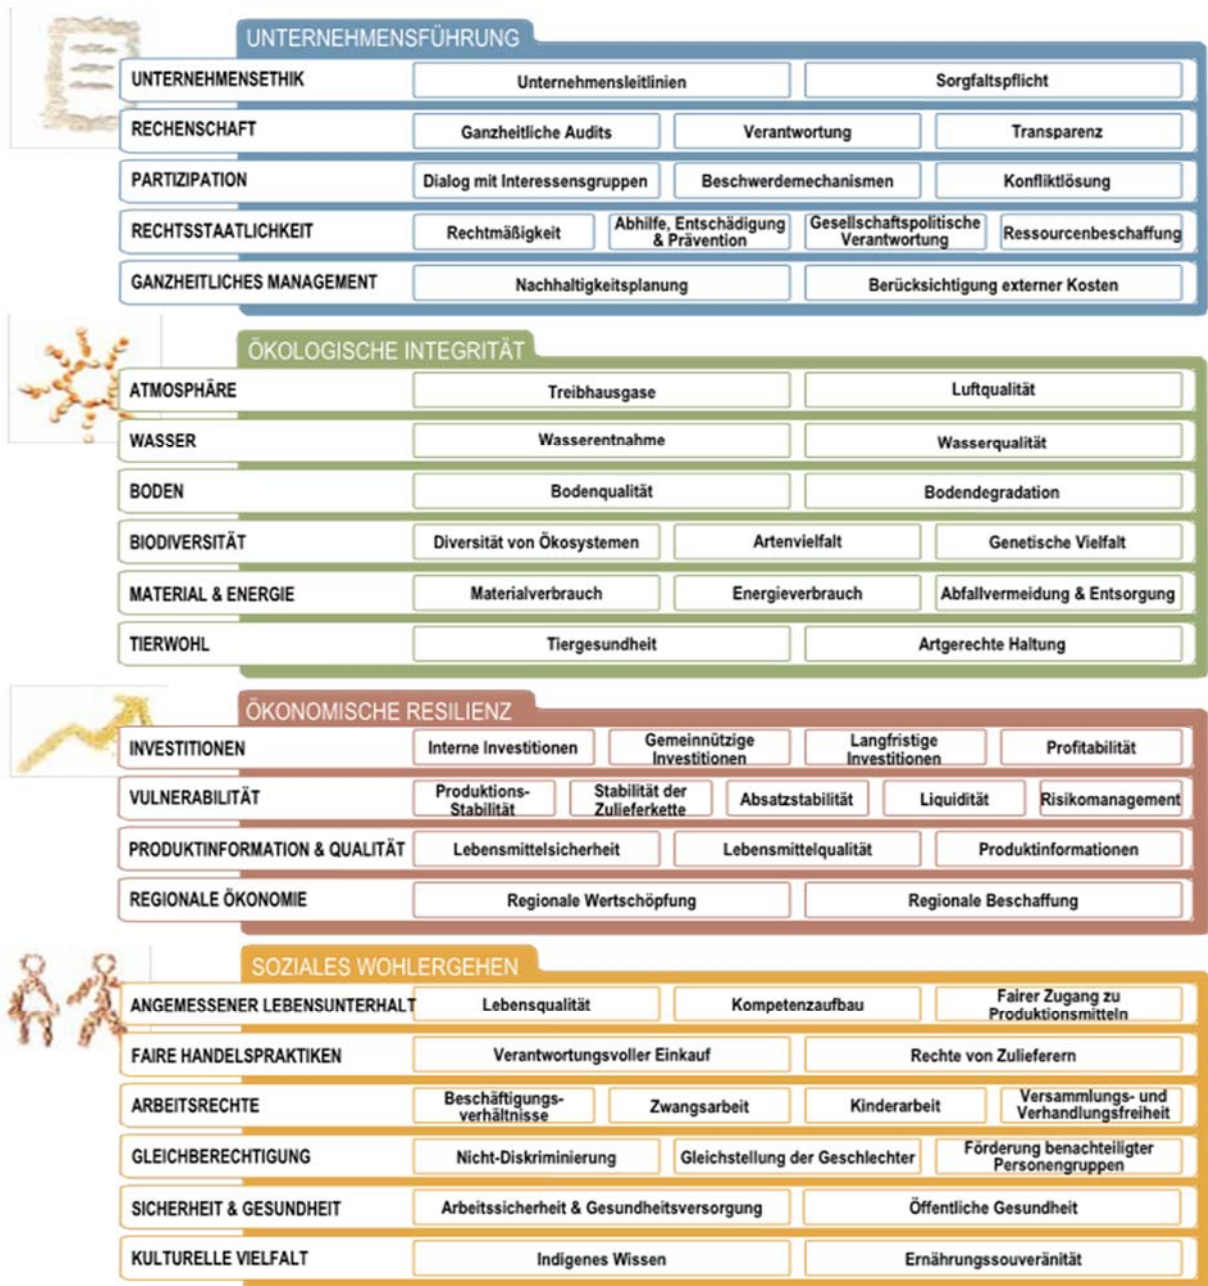 UNTERNEHMENSFÜHRUNG
UNTERNEHMENSETHIK
Unternehmensleitlinien
Sorgfaltspflicht
RECHENSCHAFT
Ganzheitliche Audits
Verantwortung
Transparenz
PARTIZIPATION
Dialog mit Interessensgruppen
Beschwerdemechanismen
Konfliktlösung
RECHTSSTAATLICHKEIT
Rechtmäßigkeit
Abhilfe, Entschädigung
& Prävention
Gesellschaftspolitische
Verantwortung
Ressourcenbeschaffung
GANZHEITLICHES MANAGEMENT
Nachhaltigkeitsplanung
Berücksichtigung externer Kosten
ÖKOLOGISCHE INTEGRITÄT
ATMOSPHÄRE
Treibhausgase
Luftqualität
WASSER
Wasserentnahme
Wasserqualität
BODEN
Bodenqualität
Bodendegradation
BIODIVERSITÄT
Diversität von Ökosystemen
Artenvielfalt
Genetische Vielfalt
MATERIAL & ENERGIE
Materialverbrauch
Energieverbrauch
Abfallvermeidung & Entsorgung
TIERWOHL
Tiergesundheit
Artgerechte Haltung
ÖKONOMISCHE RESILIENZ
INVESTITIONEN
Interne Investitionen
Gemeinnützige
Investitionen
Langfristige
Investitionen
Profitabilität
VULNERABILITÄT
Produktions-
Stabilität
Stabilität der
Zulieferkette
Absatzstabilität
Liquidität
Risikomanagement
PRODUKTINFORMATION & QUALITÄT
Lebensmittelsicherheit
Lebensmittelqualität
Produktinformationen
REGIONALE ÖKONOMIE
Regionale Wertschöpfung
Regionale Beschaffung
SOZIALES WOHLERGEHEN
ANGEMESSENER LEBENSUNTERHALT
Lebensqualität
Kompetenzaufbau
Fairer Zugang zu
Produktionsmitteln
FAIRE HANDELSPRAKTIKEN
Verantwortungsvoller Einkauf
Rechte von Zulieferern
ARBEITSRECHTE
Beschäftigungs-
verhältnisse
Zwangsarbeit
Kinderarbeit
Versammlungs- und
Verhandlungsfreiheit
GLEICHBERECHTIGUNG
Nicht-Diskriminierung
Gleichstellung der Geschlechter
Förderung benachteiligter
Personengruppen
SICHERHEIT & GESUNDHEIT
Arbeitssicherheit & Gesundheitsversorgung
Öffentliche Gesundheit
KULTURELLE VIELFALT
Indigenes Wissen
Ernährungssouveränität